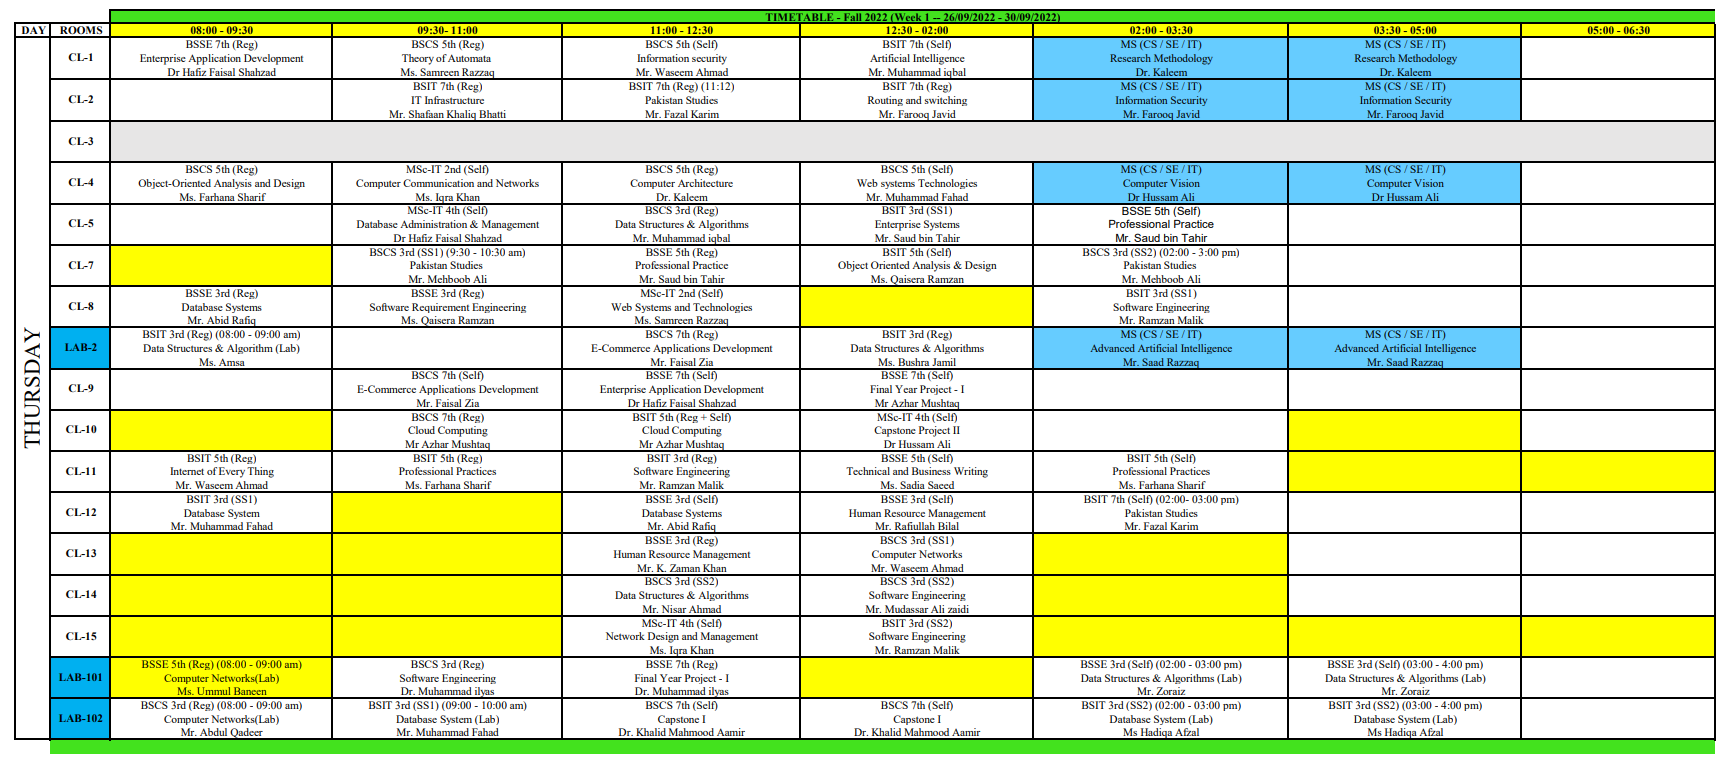 TIMETABLE - Fall 2022 (Week 1 -- 26/09/2022 - 30/09/2022)
DAY ROOMS 08:00 - 09:30 09:30- 11:00 11:00 - 12:30 12:30 - 02:00 02:00 - 03:30 03:30 - 05:00 05:00 - 06:30
THURSDAY
BSSE 7th (Reg) BSCS 5th (Reg) BSCS 5th (Self) BSIT 7th (Self) MS (CS / SE / IT) MS (CS / SE / IT)
CL-1 Enterprise Application Development Theory of Automata Information security Artificial Intelligence Research Methodology Research Methodology
Dr Hafiz Faisal Shahzad Ms. Samreen Razzaq Mr. Waseem Ahmad Mr. Muhammad iqbal Dr. Kaleem Dr. Kaleem
BSIT 7th (Reg) BSIT 7th (Reg) (11:12) BSIT 7th (Reg) MS (CS / SE / IT) MS (CS / SE / IT)
CL-2 IT Infrastructure Pakistan Studies Routing and switching Information Security Information Security
Mr. Shafaan Khaliq Bhatti Mr. Fazal Karim Mr. Farooq Javid Mr. Farooq Javid Mr. Farooq Javid
CL-3
BSCS 5th (Reg) MSc-IT 2nd (Self) BSCS 5th (Reg) BSCS 5th (Self) MS (CS / SE / IT) MS (CS / SE / IT)
CL-4 Object-Oriented Analysis and Design Computer Communication and Networks Computer Architecture Web systems Technologies Computer Vision Computer Vision
Ms. Farhana Sharif Ms. Iqra Khan Dr. Kaleem Mr. Muhammad Fahad Dr Hussam Ali Dr Hussam Ali
MSc-IT 4th (Self) BSCS 3rd (Reg) BSIT 3rd (SS1) BSSE 5th (Self)
CL-5 Database Administration & Management Data Structures & Algorithms Enterprise Systems Professional Practice
Dr Hafiz Faisal Shahzad Mr. Muhammad iqbal Mr. Saud bin Tahir Mr. Saud bin Tahir
BSCS 3rd (SS1) (9:30 - 10:30 am) BSSE 5th (Reg) BSIT 5th (Self) BSCS 3rd (SS2) (02:00 - 3:00 pm)
CL-7 Pakistan Studies Professional Practice Object Oriented Analysis & Design Pakistan Studies
Mr. Mehboob Ali Mr. Saud bin Tahir Ms. Qaisera Ramzan Mr. Mehboob Ali
BSSE 3rd (Reg) BSSE 3rd (Reg) MSc-IT 2nd (Self) BSIT 3rd (SS1)
CL-8 Database Systems Software Requirement Engineering Web Systems and Technologies Software Engineering
Mr. Abid Rafiq Ms. Qaisera Ramzan Ms. Samreen Razzaq Mr. Ramzan Malik
BSIT 3rd (Reg) (08:00 - 09:00 am) BSCS 7th (Reg) BSIT 3rd (Reg) MS (CS / SE / IT) MS (CS / SE / IT)
LAB-2 Data Structures & Algorithm (Lab) E-Commerce Applications Development Data Structures & Algorithms Advanced Artificial Intelligence Advanced Artificial Intelligence
Ms. Amsa Mr. Faisal Zia Ms. Bushra Jamil Mr. Saad Razzaq Mr. Saad Razzaq
BSCS 7th (Self) BSSE 7th (Self) BSSE 7th (Self)
CL-9 E-Commerce Applications Development Enterprise Application Development Final Year Project - I
Mr. Faisal Zia Dr Hafiz Faisal Shahzad Mr Azhar Mushtaq
BSCS 7th (Reg) BSIT 5th (Reg + Self) MSc-IT 4th (Self)
CL-10 Cloud Computing Cloud Computing Capstone Project II
Mr Azhar Mushtaq Mr Azhar Mushtaq Dr Hussam Ali
BSIT 5th (Reg) BSIT 5th (Reg) BSIT 3rd (Reg) BSSE 5th (Self) BSIT 5th (Self)
CL-11 Internet of Every Thing Professional Practices Software Engineering Technical and Business Writing Professional Practices
Mr. Waseem Ahmad Ms. Farhana Sharif Mr. Ramzan Malik Ms. Sadia Saeed Ms. Farhana Sharif
BSIT 3rd (SS1) BSSE 3rd (Self) BSSE 3rd (Self) BSIT 7th (Self) (02:00- 03:00 pm)
CL-12 Database System Database Systems Human Resource Management Pakistan Studies
Mr. Muhammad Fahad Mr. Abid Rafiq Mr. Rafiullah Bilal Mr. Fazal Karim
BSSE 3rd (Reg) BSCS 3rd (SS1)
CL-13 Human Resource Management Computer Networks
Mr. K. Zaman Khan Mr. Waseem Ahmad
BSCS 3rd (SS2) BSCS 3rd (SS2)
CL-14 Data Structures & Algorithms Software Engineering
Mr. Nisar Ahmad Mr. Mudassar Ali zaidi
MSc-IT 4th (Self) BSIT 3rd (SS2)
CL-15 Network Design and Management Software Engineering
Ms. Iqra Khan Mr. Ramzan Malik
BSSE 5th (Reg) (08:00 - 09:00 am) BSCS 3rd (Reg) BSSE 7th (Reg) BSSE 3rd (Self) (02:00 - 03:00 pm) BSSE 3rd (Self) (03:00 - 4:00 pm)
LAB-101 Computer Networks(Lab) Software Engineering Final Year Project - I Data Structures & Algorithms (Lab) Data Structures & Algorithms (Lab)
Ms. Ummul Baneen Dr. Muhammad ilyas Dr. Muhammad ilyas Mr. Zoraiz Mr. Zoraiz
BSCS 3rd (Reg) (08:00 - 09:00 am) BSIT 3rd (SS1) (09:00 - 10:00 am) BSCS 7th (Self) BSCS 7th (Self) BSIT 3rd (SS2) (02:00 - 03:00 pm) BSIT 3rd (SS2) (03:00 - 4:00 pm)
LAB-102 Computer Networks(Lab) Database System (Lab) Capstone I Capstone I Database System (Lab) Database System (Lab)
Mr. Abdul Qadeer Mr. Muhammad Fahad Dr. Khalid Mahmood Aamir Dr. Khalid Mahmood Aamir Ms Hadiqa Afzal Ms Hadiqa Afzal